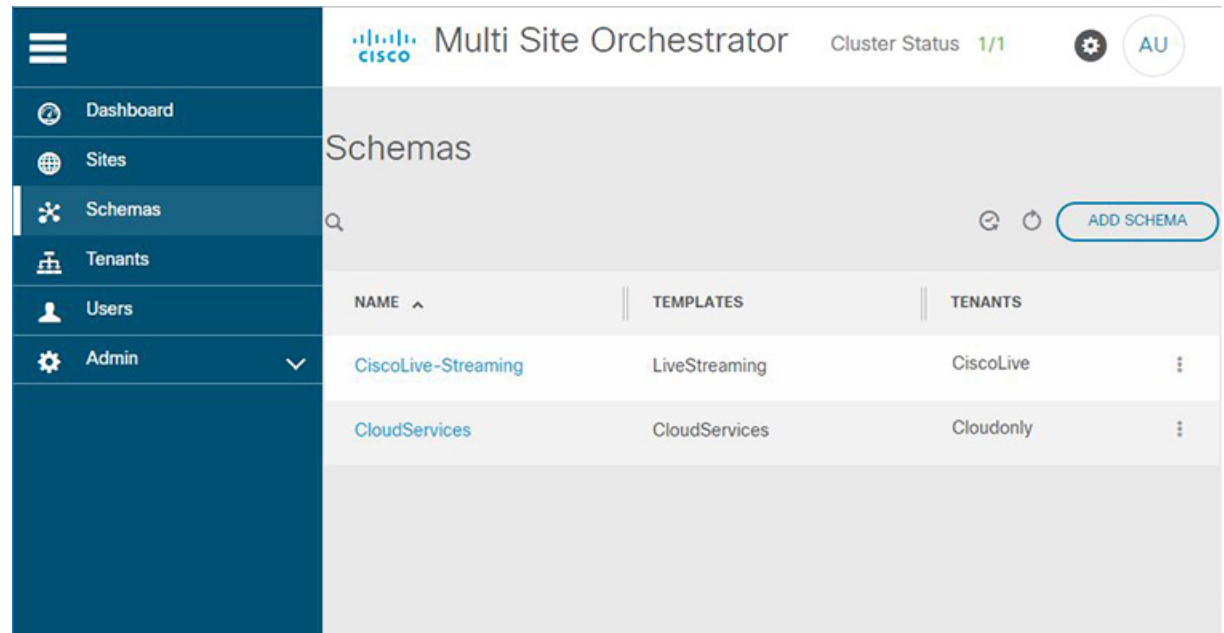 CISCO Multi Site Orchestrator Cluster Status 1/1 AU
Dashboard
Sites
Schemas
Tenants
Users
Admin
Schemas
ADD SCHEMA
NAME TEMPLATES TENANTS
CiscoLive-Streaming LiveStreaming CiscoLive
CloudServices CloudServices Cloudonly